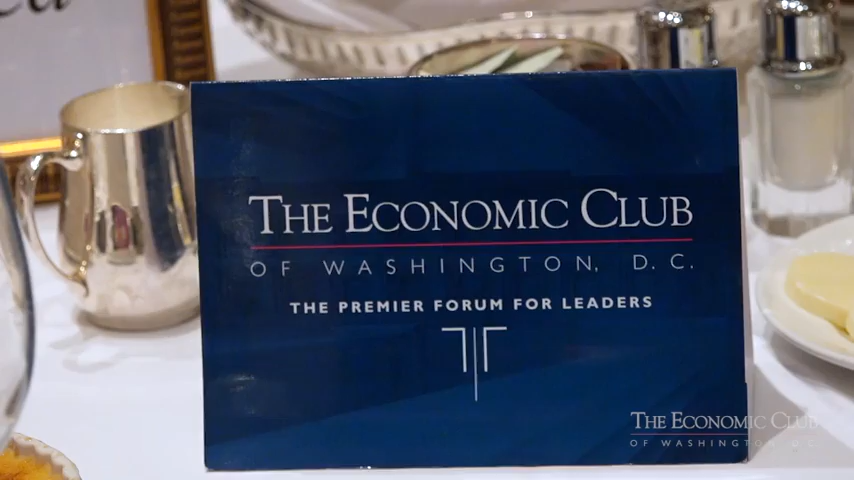 THE ECONOMIC CLUB
OF WASHINGTON, D.C.
THE PREMIER FORUM FOR LEADERS
THE ECONOMIC CLUB
OF WASHINGTON, D.C.